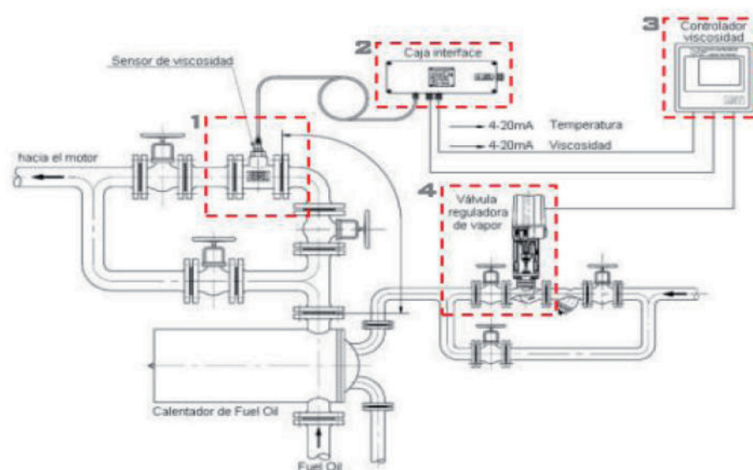 3
Controlador
viscosidad
2
Caja interface
Sensor de viscosidad
1
4-20mA Temperatura
4-20mA Viscosidad
hacia el motor
4
Válvula
reguladora
de vapor
Calentador de Fuel Oil
Fuel Oil